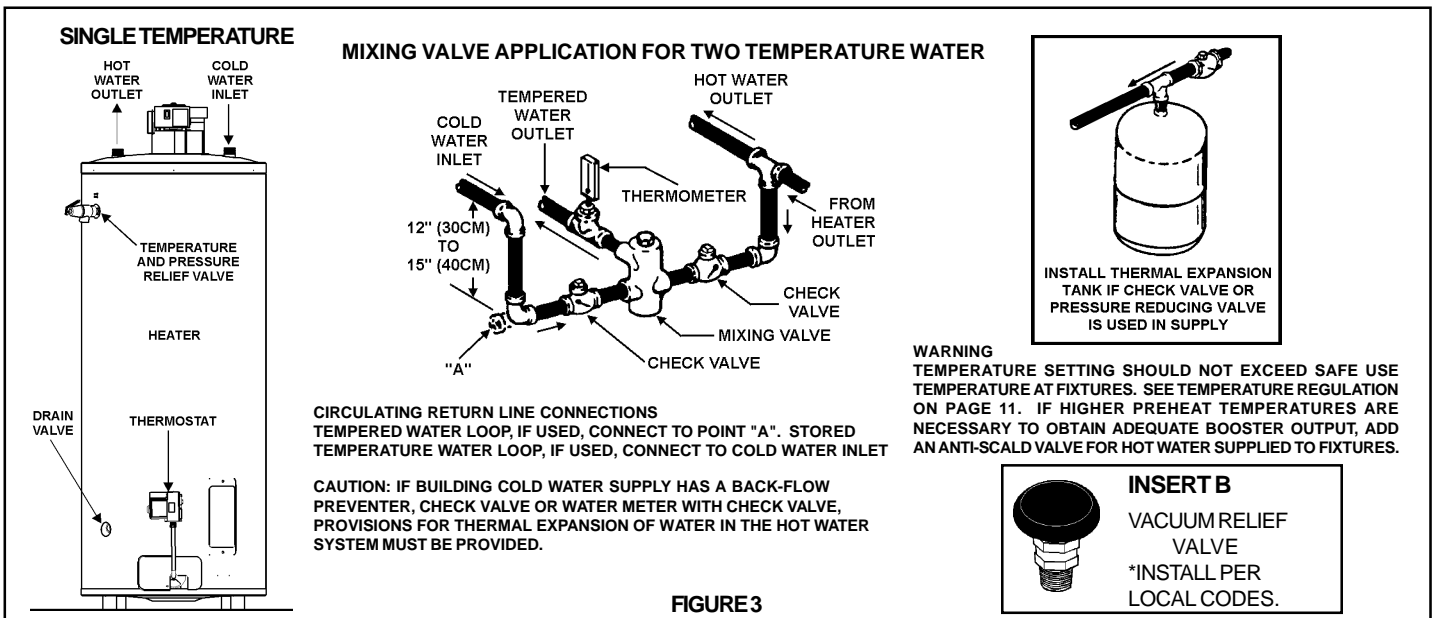 SINGLE TEMPERATURE
HOT
WATER
OUTLET
COLD
WATER
INLET
TEMPERATURE
AND PRESSURE
RELIEF VALVE
HEATER
DRAIN
VALVE
THERMOSTAT
MIXING VALVE APPLICATION FOR TWO TEMPERATURE WATER
HOT WATER
OUTLET
TEMPERED
WATER
OUTLET
COLD
WATER
INLET
THERMOMETER
FROM
HEATER
OUTLET
12" (30CM)
TO
15" (40CM)
CHECK
VALVE
MIXING VALVE
CHECK VALVE
"A"
CIRCULATING RETURN LINE CONNECTIONS
TEMPERED WATER LOOP, IF USED, CONNECT TO POINT "A". STORED
TEMPERATURE WATER LOOP, IF USED, CONNECT TO COLD WATER INLET
CAUTION: IF BUILDING COLD WATER SUPPLY HAS A BACK-FLOW
PREVENTER, CHECK VALVE OR WATER METER WITH CHECK VALVE,
PROVISIONS FOR THERMAL EXPANSION OF WATER IN THE HOT WATER
SYSTEM MUST BE PROVIDED.
INSTALL THERMAL EXPANSION
TANK IF CHECK VALVE OR
PRESSURE REDUCING VALVE
IS USED IN SUPPLY
WARNING
TEMPERATURE SETTING SHOULD NOT EXCEED SAFE USE
TEMPERATURE AT FIXTURES. SEE TEMPERATURE REGULATION
ON PAGE 11. IF HIGHER PREHEAT TEMPERATURES ARE
NECESSARY TO OBTAIN ADEQUATE BOOSTER OUTPUT, ADD
AN ANTI-SCALD VALVE FOR HOT WATER SUPPLIED TO FIXTURES.
INSERT B
VACUUM RELIEF
VALVE
*INSTALL PER
LOCAL CODES.
FIGURE 3